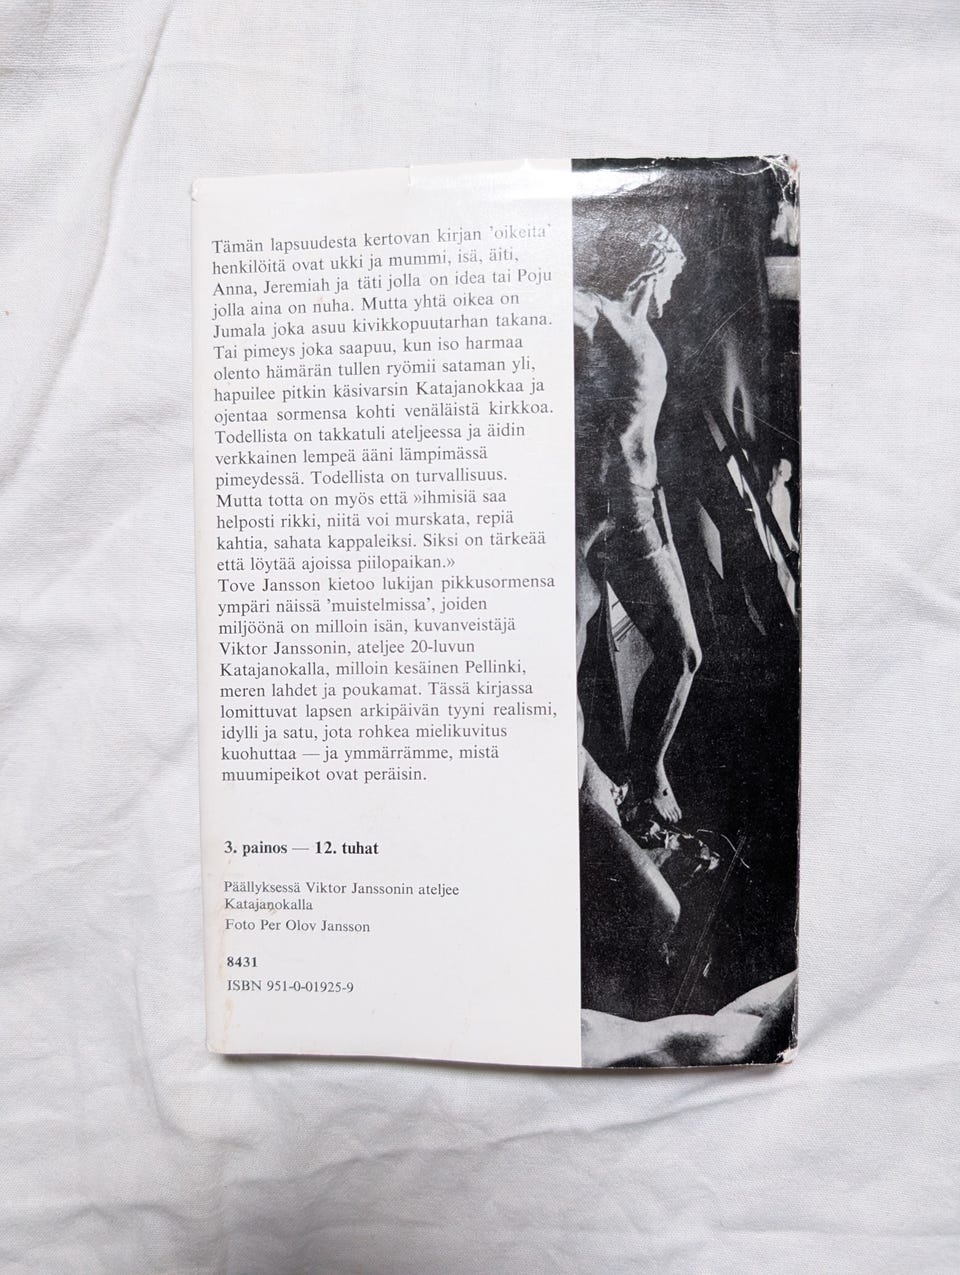 Tämän lapsuudesta kertovan kirjan ’oikeita’
henkilöitä ovat ukki ja mummi, isä, äiti,
Anna, Jeremiah ja täti jolla on idea tai Poju
jolla aina on nuha. Mutta yhtä oikea on
Jumala joka asuu kivikkopuutarhan takana.
Tai pimeys joka saapuu, kun iso harmaa
olento hämärän tullen ryömii sataman yli,
hapuilee pitkin käsivarsin Katajanokkaa ja
ojentaa sormensa kohti venäläistä kirkkoa.
Todellista on takkatuli ateljeessa ja äidin
verkkainen lempeä ääni lämpimässä
pimeydessä. Todellista on turvallisuus.
Mutta totta on myös että »ihmisiä saa
helposti rikki, niitä voi murskata, repiä
kahtia, sahata kappaleiksi. Siksi on tärkeää
että löytää ajoissa piilopaikan.»
Tove Jansson kietoo lukijan pikkusormensa
ympäri näissä ’muistelmissa’, joiden
miljöönä on milloin isän, kuvanveistäjä
Viktor Janssonin, ateljee 20-luvun
Katajanokalla, milloin kesäinen Pellinki,
meren lahdet ja poukamat. Tässä kirjassa
lomittuvat lapsen arkipäivän tyyni realismi,
idylli ja satu, jota rohkea mielikuvitus
kuohuttaa — ja ymmärrämme, mistä
muumipeikot ovat peräisin.
3. painos — 12. tuhat
Päällyksessä Viktor Janssonin ateljee
Katajanokalla
Foto Per Olov Jansson
8431
ISBN 951-0-01925-9